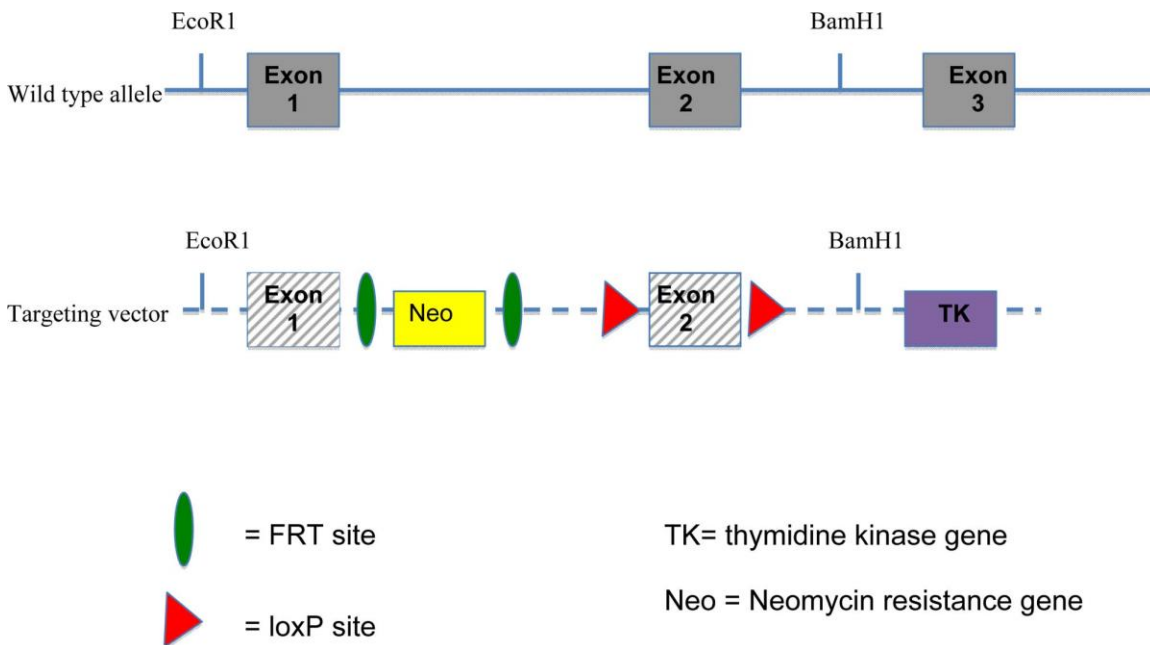 EcoR1
BamH1
Wild type allele
Exon
1
Exon
2
Exon
3
EcoR1
BamH1
Targeting vector
Exon
1
Neo
Exon
2
TK
= FRT site
TK= thymidine kinase gene
= loxP site
Neo = Neomycin resistance gene